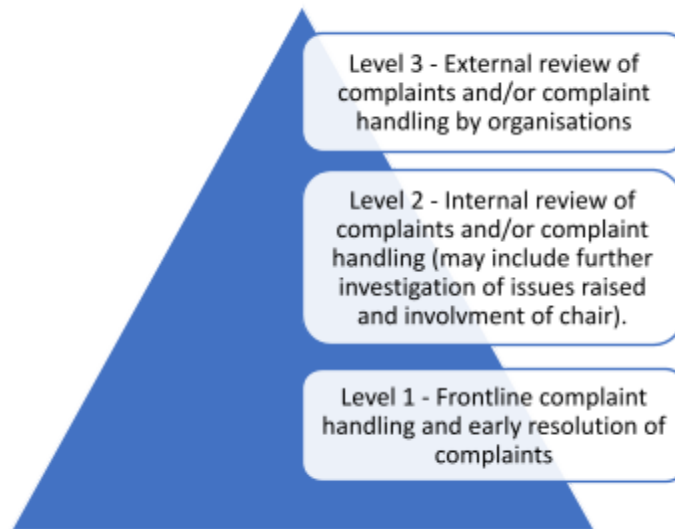 Level 3 - External review of
complaints and/or complaint
handling by organisations
Level 2 - Internal review of
complaints and/or complaint
handling (may include further
investigation of issues raised
and involvment of chair).
Level 1 - Frontline complaint
handling and early resolution of
complaints